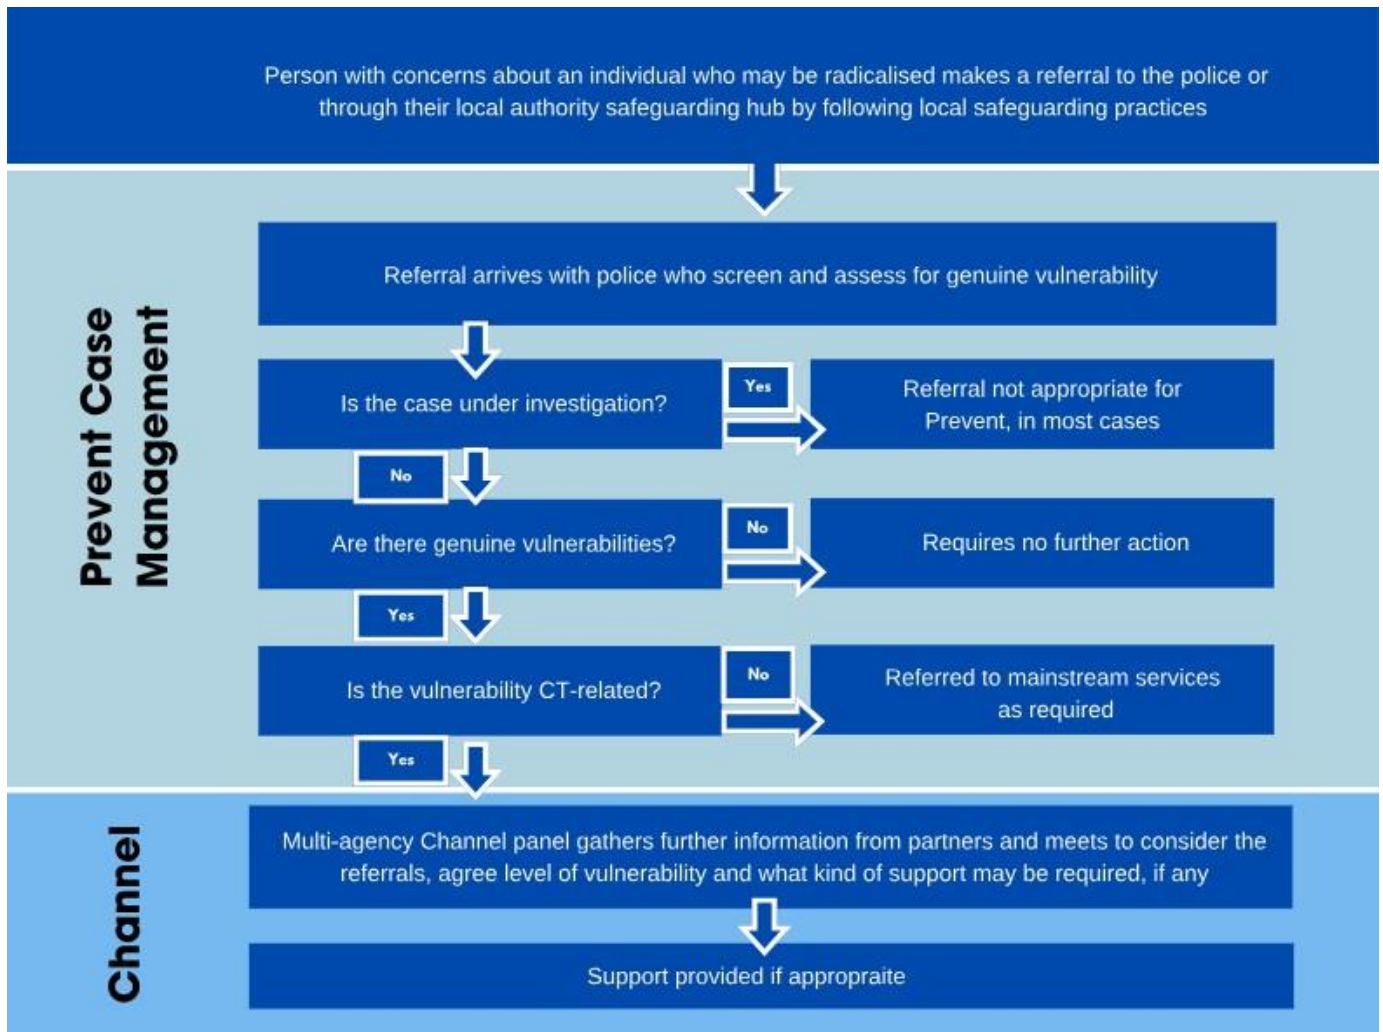 Person with concerns about an individual who may be radicalised makes a referral to the police or
through their local authority safeguarding hub by following local safeguarding practices
Prevent Case
Management
Referral arrives with police who screen and assess for genuine vulnerability
Is the case under investigation?
Yes
Referral not appropriate for
Prevent, in most cases
No
Are there genuine vulnerabilities?
No
Requires no further action
Yes
Is the vulnerability CT-related?
No
Referred to mainstream services
as required
Yes
Channel
Multi-agency Channel panel gathers further information from partners and meets to consider the
referrals, agree level of vulnerability and what kind of support may be required, if any
Support provided if appropraite